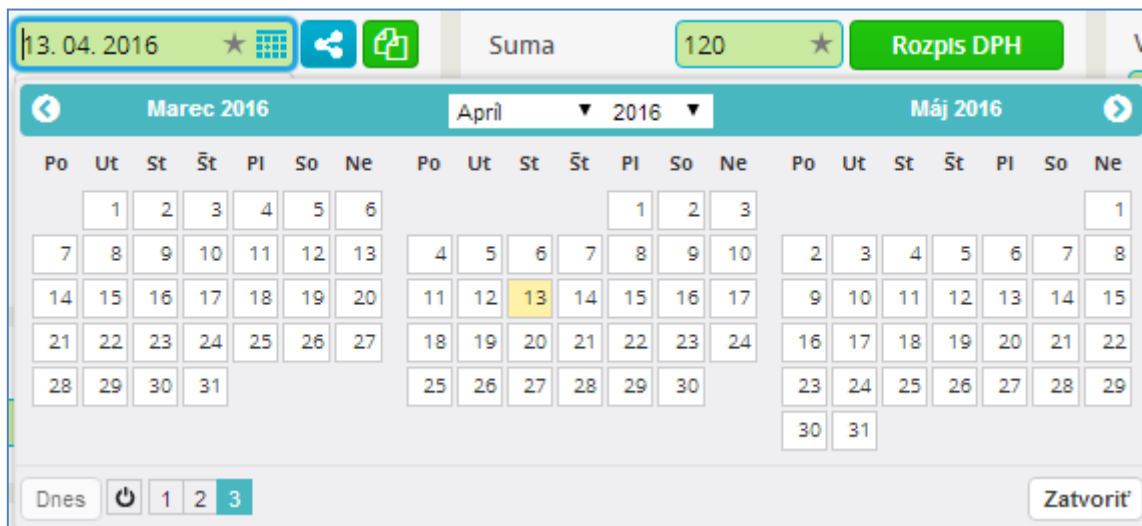 13. 04. 2016 Suma 120 Rozpis DPH
Marec 2016 Apríl 2016 Máj 2016
Po Ut St Št Pl So Ne Po Ut St Št Pl So Ne Po Ut St Št Pl So Ne
1 2 3 4 5 6 1 2 3 1
7 8 9 10 11 12 13 4 5 6 7 8 9 10 2 3 4 5 6 7 8
14 15 16 17 18 19 20 11 12 13 14 15 16 17 9 10 11 12 13 14 15
21 22 23 24 25 26 27 18 19 20 21 22 23 24 16 17 18 19 20 21 22
28 29 30 31 25 26 27 28 29 30 23 24 25 26 27 28 29
30 31
Dnes 1 2 3 Zatvoriť